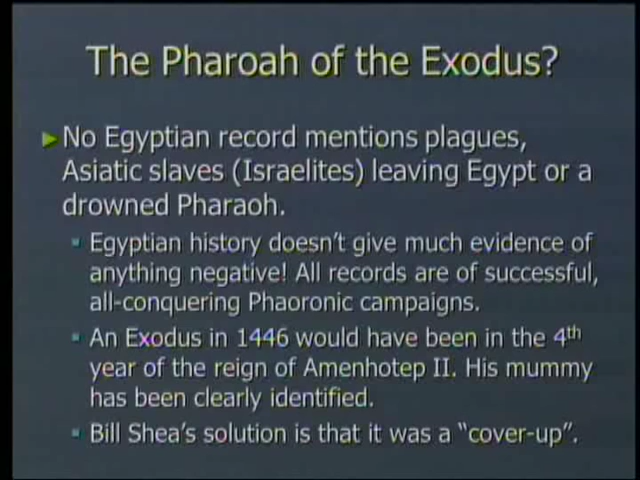 The Pharoah of the Exodus?
No Egyptian record mentions plagues,
Asiatic slaves (Israelites) leaving Egypt or a
drowned Pharaoh.
Egyptian history doesn't give much evidence of
anything negative! All records are of successful,
all-conquering Phaoronic campaigns.
An Exodus in 1446 would have been in the 4th
year of the reign of Amenhotep II. His mummy
has been clearly identified.
Bill Shea's solution is that it was a "cover-up".